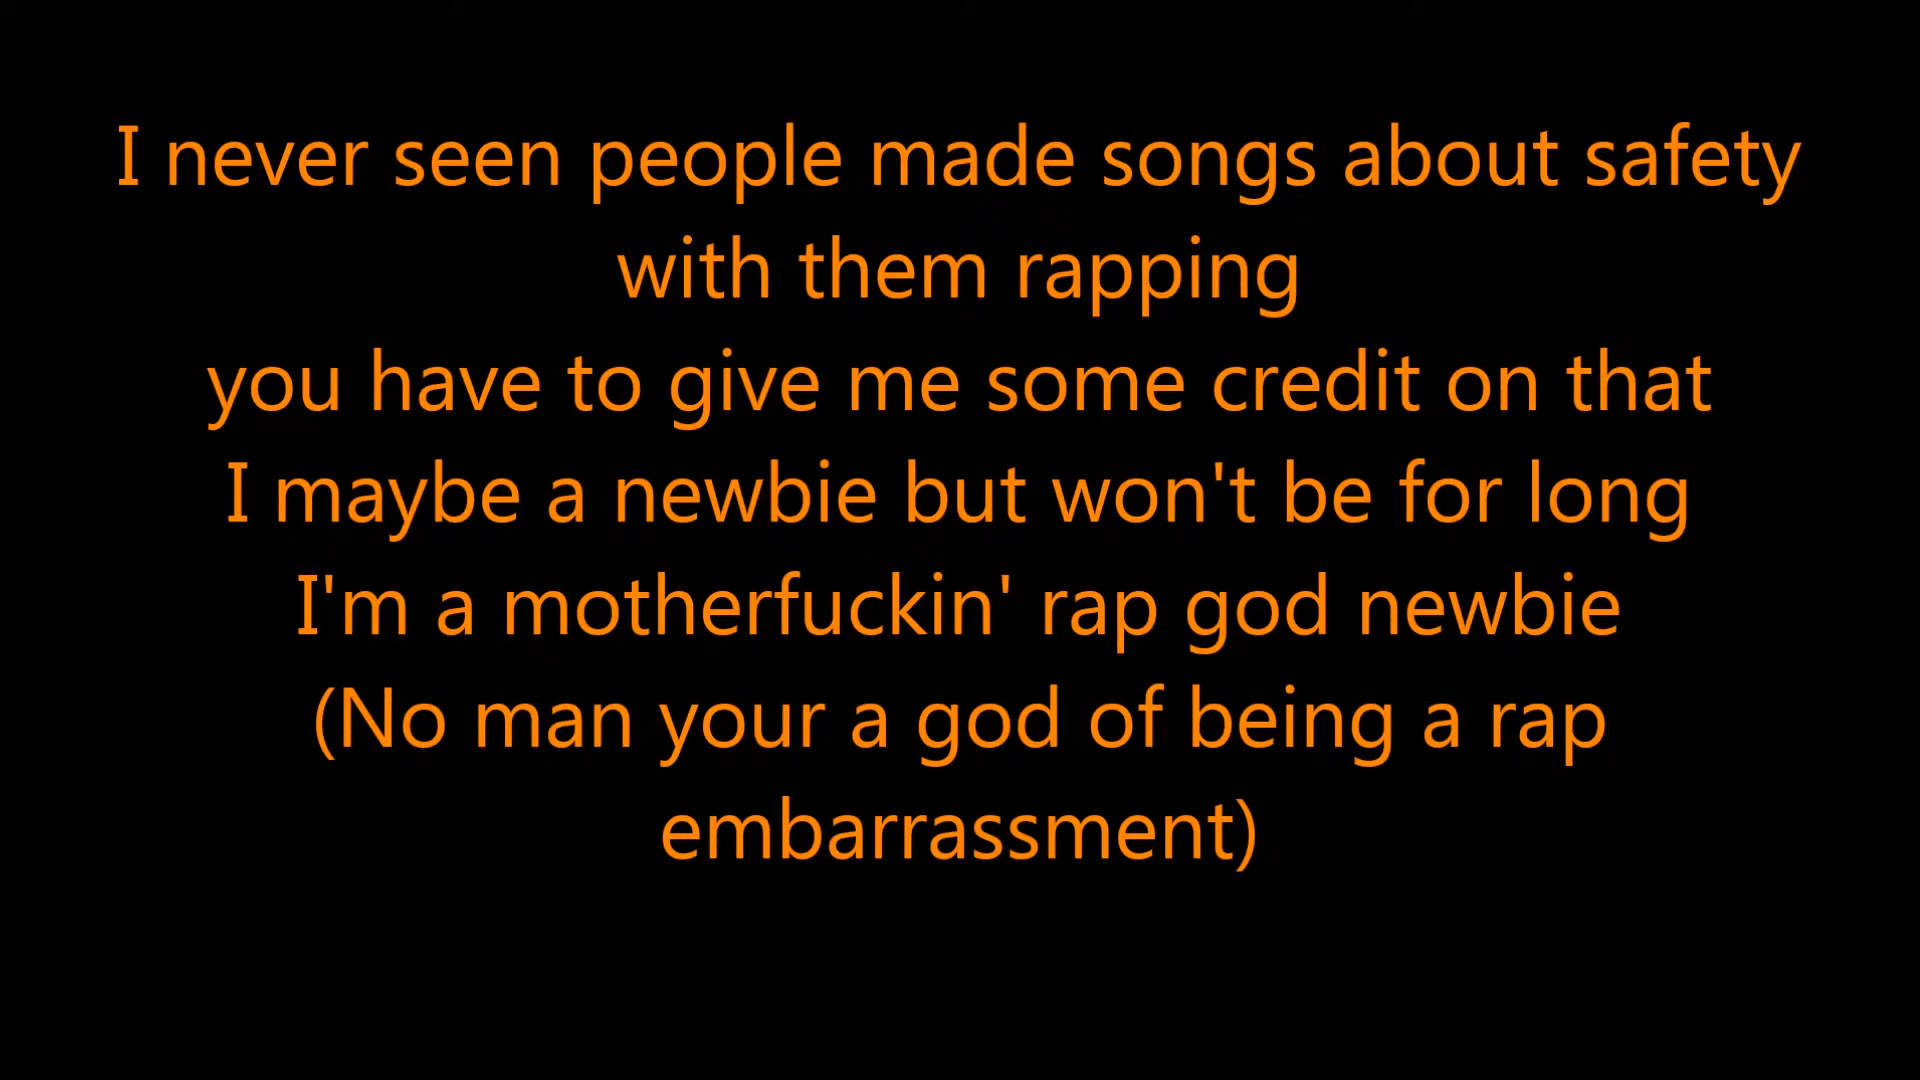 I never seen people made songs about safety
with them rapping
you have to give me some credit on that
I maybe a newbie but won't be for long
I'm a motherfuckin' rap god newbie
(No man your a god of being a rap
embarrassment)